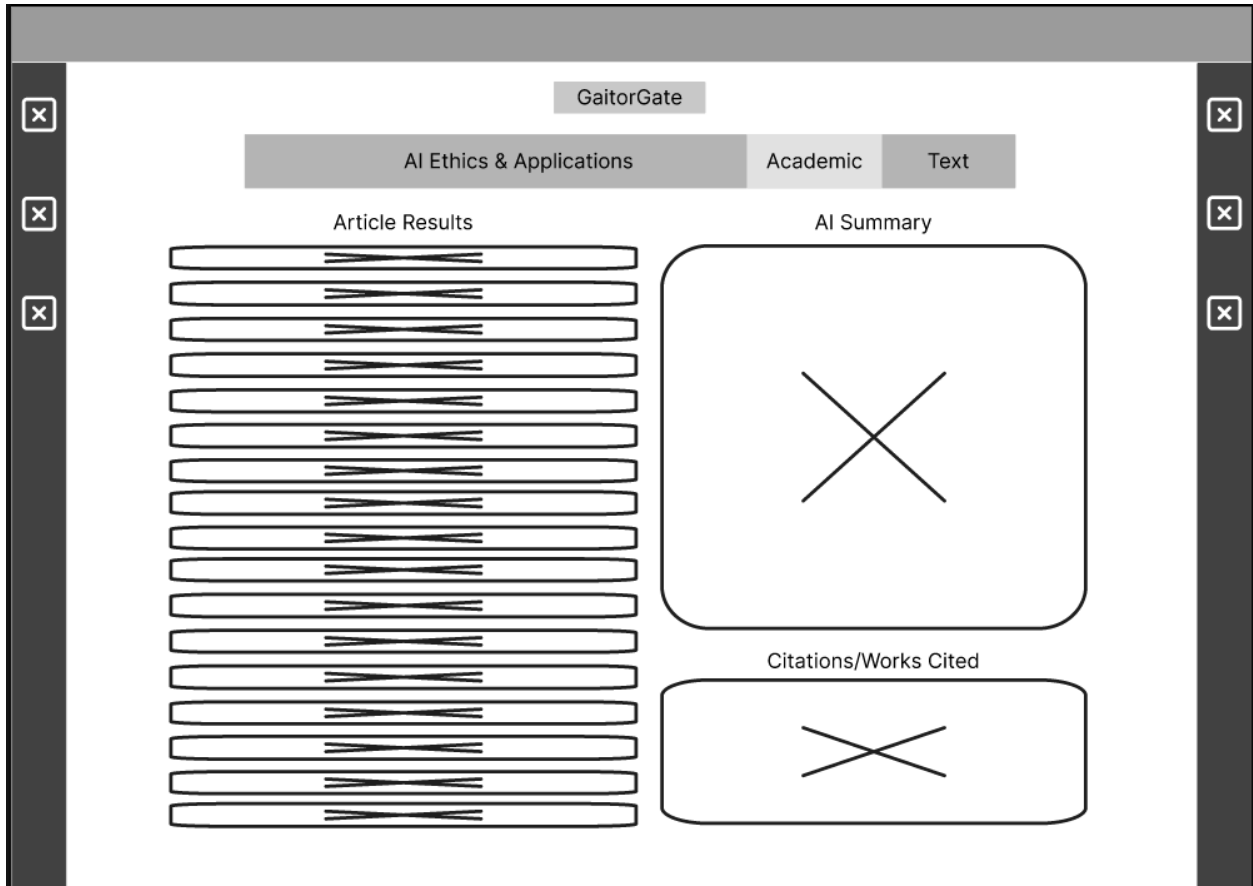 GaitorGate
AI Ethics & Applications Academic Text
Article Results
AI Summary
Citations/Works Cited